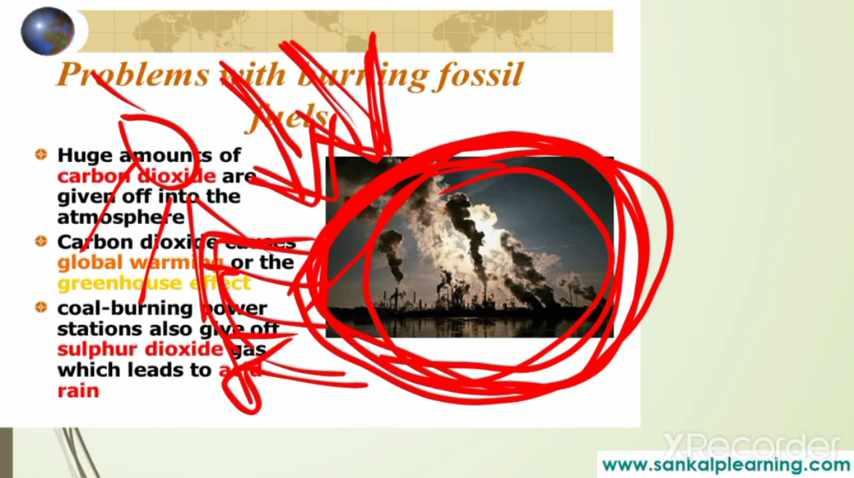 Problems with burning fossil
fuels
Huge amounts of
carbon dioxide are
given off into the
atmosphere
Carbon dioxide causes
global warming or the
greenhouse effect
coal-burning power
stations also give off
sulphur dioxide gas
which leads to acid
rain
XRecorder
www.sankalplearning.com